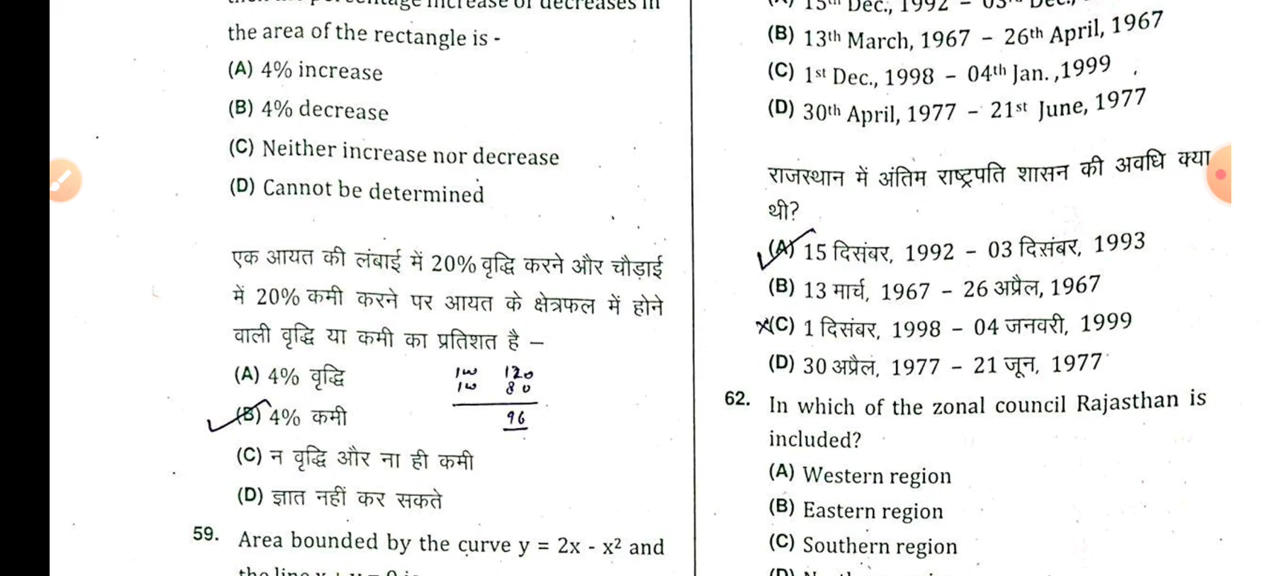 the area of the rectangle is -
(A) 4% increase
(B) 4% decrease
(C) Neither increase nor decrease
(D) Cannot be determined
एक आयत की लंबाई में 20% वृद्धि करने और चौड़ाई
में 20% कमी करने पर आयत के क्षेत्रफल में होने
वाली वृद्धि या कमी का प्रतिशत है –
(A) 4% वृद्धि
(B) 4% कमी
(C) न वृद्धि और ना ही कमी
(D) ज्ञात नहीं कर सकते
100 120
100 80
96
59. Area bounded by the curve y = 2x - x² and
(B) 13th March, 1967 – 26th April, 1967
(C) 1st Dec., 1998 – 04th Jan. ,1999
(D) 30th April, 1977 – 21st June, 1977
राजस्थान में अंतिम राष्ट्रपति शासन की अवधि क्या
थी?
(A) 15 दिसंबर, 1992 – 03 दिसंबर, 1993
(B) 13 मार्च, 1967 – 26 अप्रैल, 1967
(C) 1 दिसंबर, 1998 – 04 जनवरी, 1999
(D) 30 अप्रैल, 1977 – 21 जून, 1977
62. In which of the zonal council Rajasthan is
included?
(A) Western region
(B) Eastern region
(C) Southern region